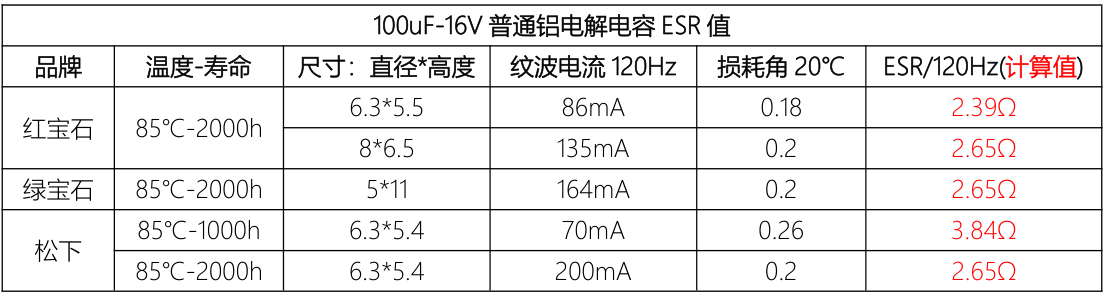 100uF-16V 普通铝电解电容 ESR 值
品牌 温度-寿命 尺寸：直径*高度 纹波电流 120Hz 损耗角 20℃ ESR/120Hz(计算值)
红宝石 85℃-2000h 6.3*5.5 86mA 0.18 2.39Ω
8*6.5 135mA 0.2 2.65Ω
绿宝石 85℃-2000h 5*11 164mA 0.2 2.65Ω
松下 85℃-1000h 6.3*5.4 70mA 0.26 3.84Ω
85℃-2000h 6.3*5.4 200mA 0.2 2.65Ω